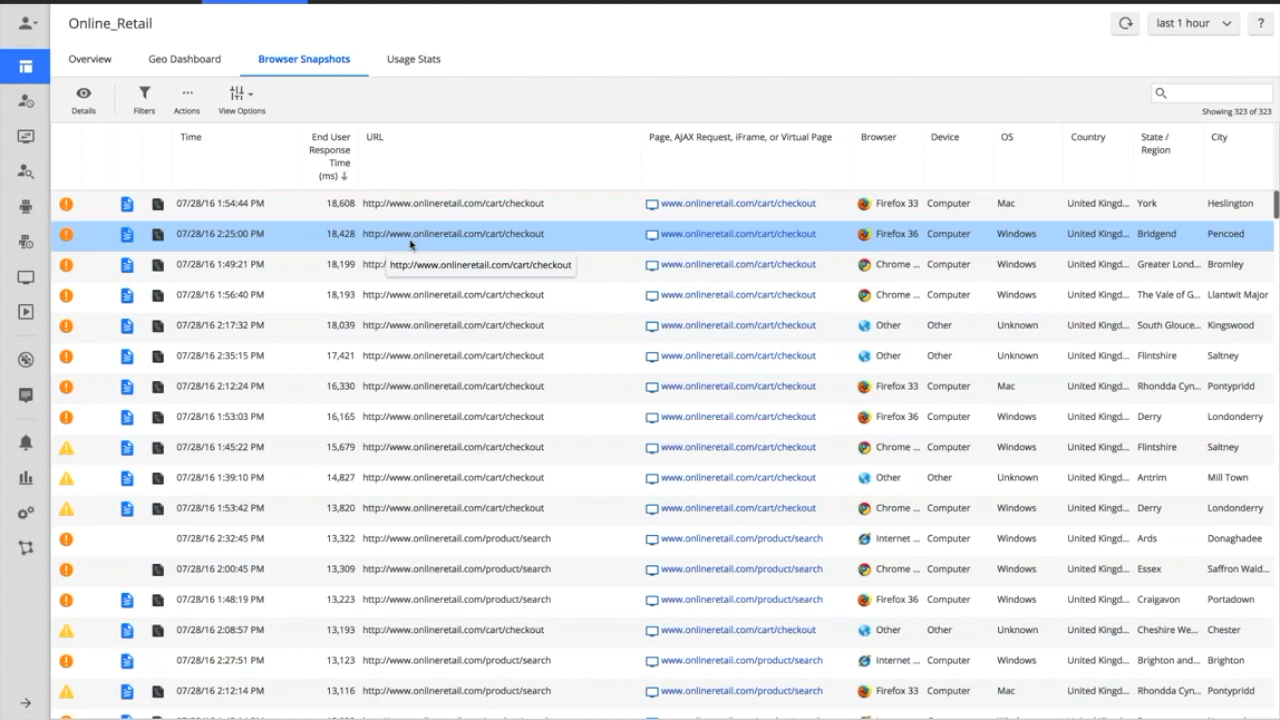 Online_Retail
last 1 hour
?
Overview Geo Dashboard Browser Snapshots Usage Stats
Details Filters Actions View Options
Showing 323 of 323
Time End User Response Time (ms) URL Page, AJAX Request, iFrame, or Virtual Page Browser Device OS Country State / Region City
07/28/16 1:54:44 PM 18,608 http://www.onlineretail.com/cart/checkout www.onlineretail.com/cart/checkout Firefox 33 Computer Mac United Kingd... York Heslington
07/28/16 2:25:00 PM 18,428 http://www.onlineretail.com/cart/checkout www.onlineretail.com/cart/checkout Firefox 36 Computer Windows United Kingd... Bridgend Pencoed
07/28/16 1:49:21 PM 18,199 http:/ http://www.onlineretail.com/cart/checkout www.onlineretail.com/cart/checkout Chrome ... Computer Windows United Kingd... Greater Lond... Bromley
07/28/16 1:56:40 PM 18,193 http://www.onlineretail.com/cart/checkout www.onlineretail.com/cart/checkout Chrome ... Computer Windows United Kingd... The Vale of G... Llantwit Major
07/28/16 2:17:32 PM 18,039 http://www.onlineretail.com/cart/checkout www.onlineretail.com/cart/checkout Other Other Unknown United Kingd... South Glouce... Kingswood
07/28/16 2:35:15 PM 17,421 http://www.onlineretail.com/cart/checkout www.onlineretail.com/cart/checkout Other Other Unknown United Kingd... Flintshire Saltney
07/28/16 2:12:24 PM 16,330 http://www.onlineretail.com/cart/checkout www.onlineretail.com/cart/checkout Firefox 33 Computer Mac United Kingd... Rhondda Cyn... Pontypridd
07/28/16 1:53:03 PM 16,165 http://www.onlineretail.com/cart/checkout www.onlineretail.com/cart/checkout Firefox 36 Computer Windows United Kingd... Derry Londonderry
07/28/16 1:45:22 PM 15,679 http://www.onlineretail.com/cart/checkout www.onlineretail.com/cart/checkout Chrome ... Computer Windows United Kingd... Flintshire Saltney
07/28/16 1:39:10 PM 14,827 http://www.onlineretail.com/cart/checkout www.onlineretail.com/cart/checkout Other Other Unknown United Kingd... Antrim Mill Town
07/28/16 1:53:42 PM 13,820 http://www.onlineretail.com/cart/checkout www.onlineretail.com/cart/checkout Chrome ... Computer Windows United Kingd... Derry Londonderry
07/28/16 2:32:45 PM 13,322 http://www.onlineretail.com/product/search www.onlineretail.com/product/search Internet ... Computer Windows United Kingd... Ards Donaghadee
07/28/16 2:00:45 PM 13,309 http://www.onlineretail.com/product/search www.onlineretail.com/product/search Chrome ... Computer Windows United Kingd... Essex Saffron Wald...
07/28/16 1:48:19 PM 13,223 http://www.onlineretail.com/product/search www.onlineretail.com/product/search Firefox 36 Computer Windows United Kingd... Craigavon Portadown
07/28/16 2:08:57 PM 13,193 http://www.onlineretail.com/cart/checkout www.onlineretail.com/cart/checkout Other Other Unknown United Kingd... Cheshire We... Chester
07/28/16 2:27:51 PM 13,123 http://www.onlineretail.com/product/search www.onlineretail.com/product/search Internet ... Computer Windows United Kingd... Brighton and... Brighton
07/28/16 2:12:14 PM 13,116 http://www.onlineretail.com/product/search www.onlineretail.com/product/search Firefox 33 Computer Mac United Kingd... Rhondda Cyn... Pontypridd